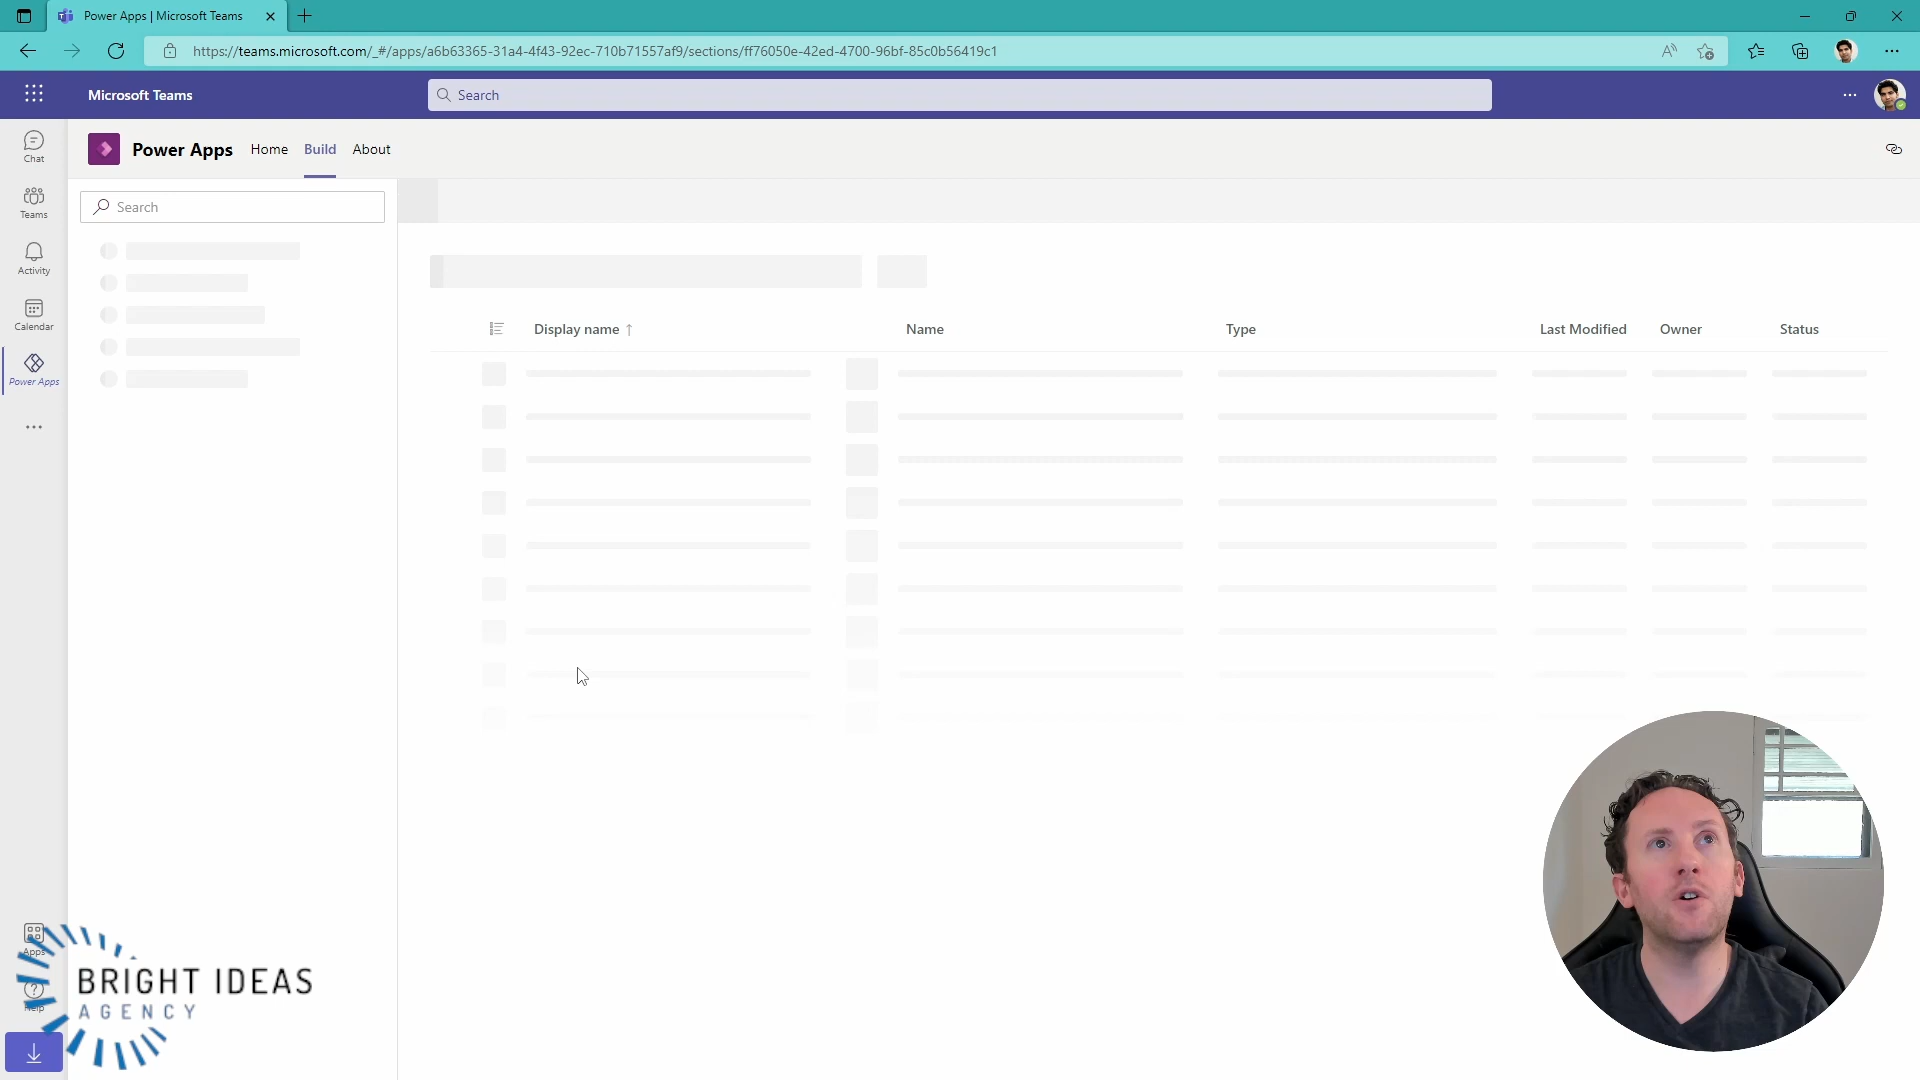 Power Apps | Microsoft Teams
https://teams.microsoft.com/_#/apps/a6b63365-31a4-4f43-92ec-710b71557af9/sections/ff76050e-42ed-4700-96bf-85c0b56419c1
Microsoft Teams
Search
Power Apps Home Build About
Chat
Teams
Activity
Calendar
Power Apps
Search
Display name Name Type Last Modified Owner Status
Apps
Help
BRIGHT IDEAS
AGENCY